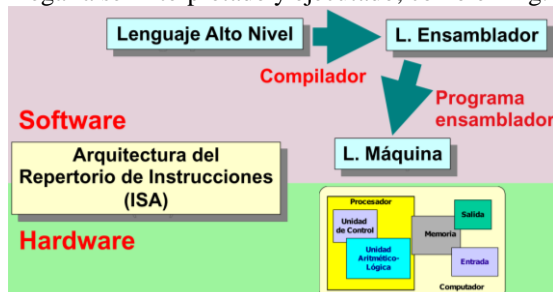 Lenguaje Alto Nivel
L. Ensamblador
Compilador
Programa
ensamblador
Software
L. Máquina
Arquitectura del
Repertorio de Instrucciones
(ISA)
Hardware
Procesador
Unidad
de Control
Unidad
Aritmético-
Lógica
Memoria
Salida
Entrada
Computador